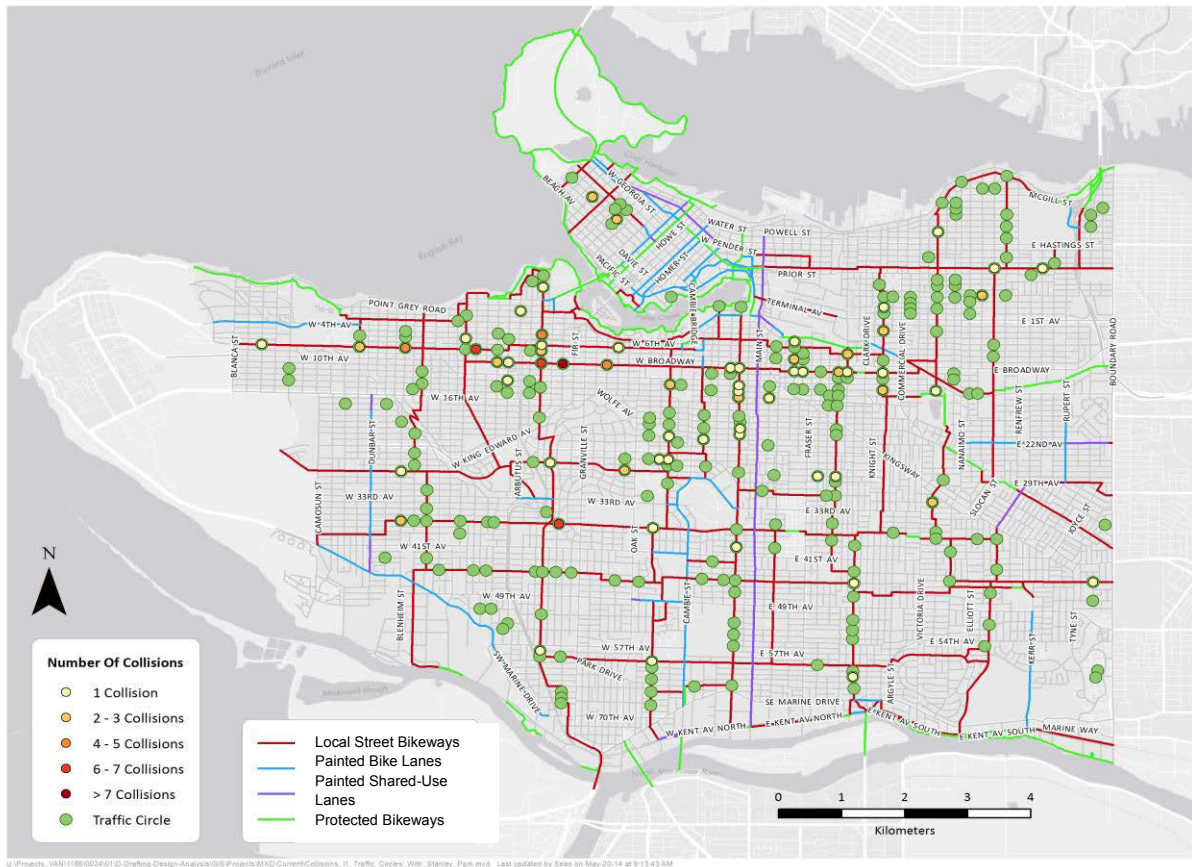 Burrard Inlet
Coal Harbour
BEACH AV
W GEORGIA ST
MCGILL ST
HOWE ST
WATER ST
POWELL ST
English Bay
DAVIE ST
W PENDER ST
E HASTINGS ST
PACIFIC ST
HOMER ST
PRIOR ST
CAMBIE BRIDGE
POINT GREY ROAD
TERMINAL AV
W 4TH AV
E 1ST AV
BLANCA ST
FIR ST
W 6TH AV
MAIN ST
CLARK DRIVE
COMMERCIAL DRIVE
BOUNDARY ROAD
W 10TH AV
W BROADWAY
E BROADWAY
W 16TH AV
WOLFE AV
RENFREW ST
RUPERT ST
DUNBAR ST
GRANVILLE ST
FRASER ST
NANAIMO ST
E 22ND AV
W KING EDWARD AV
ARBUTUS ST
KNIGHT ST
KINGSWAY
CAMOSUN ST
W 33RD AV
W 33RD AV
E 33RD AV
SLOCAN ST
E 29TH AV
JOYCE ST
OAK ST
N
W 41ST AV
E 41ST AV
W 49TH AV
E 49TH AV
BLENHEIM ST
CAMBIE ST
VICTORIA DRIVE
ELLIOTT ST
TYNE ST
E 54TH AV
KERR ST
W 57TH AV
E 57TH AV
PARK DRIVE
SW MARINE DRIVE
ARGYLE ST
SE MARINE DRIVE
W 70TH AV
W KENT AV NORTH
E KENT AV NORTH
E KENT AV SOUTH
E KENT AV SOUTH
MARINE WAY
Number Of Collisions
1 Collision
2 - 3 Collisions
4 - 5 Collisions
6 - 7 Collisions
> 7 Collisions
Traffic Circle
Local Street Bikeways
Painted Bike Lanes
Painted Shared-Use
Lanes
Protected Bikeways
0 1 2 3 4
Kilometers